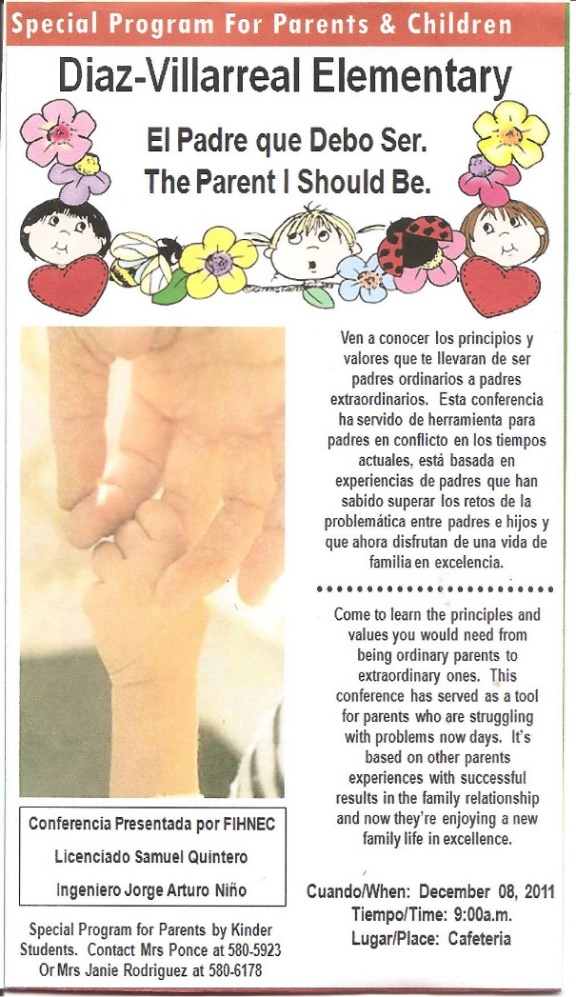 Special Program For Parents & Children
Diaz-Villarreal Elementary
El Padre que Debo Ser.
The Parent I Should Be.
Ven a conocer los principios y
valores que te llevaran de ser
padres ordinarios a padres
extraordinarios. Esta conferencia
ha servido de herramienta para
padres en conflicto en los tiempos
actuales, está basada en
experiencias de padres que han
sabido superar los retos de la
problemática entre padres e hijos y
que ahora disfrutan de una vida de
familia en excelencia.
Come to learn the principles and
values you would need from
being ordinary parents to
extraordinary ones. This
conference has served as a tool
for parents who are struggling
with problems now days. It's
based on other parents
experiences with successful
results in the family relationship
and now they're enjoying a new
family life in excellence.
Conferencia Presentada por FIHNEC
Licenciado Samuel Quintero
Ingeniero Jorge Arturo Niño
Special Program for Parents by Kinder
Students. Contact Mrs Ponce at 580-5923
Or Mrs Janie Rodriguez at 580-6178
Cuando/When: December 08, 2011
Tiempo/Time: 9:00a.m.
Lugar/Place: Cafeteria